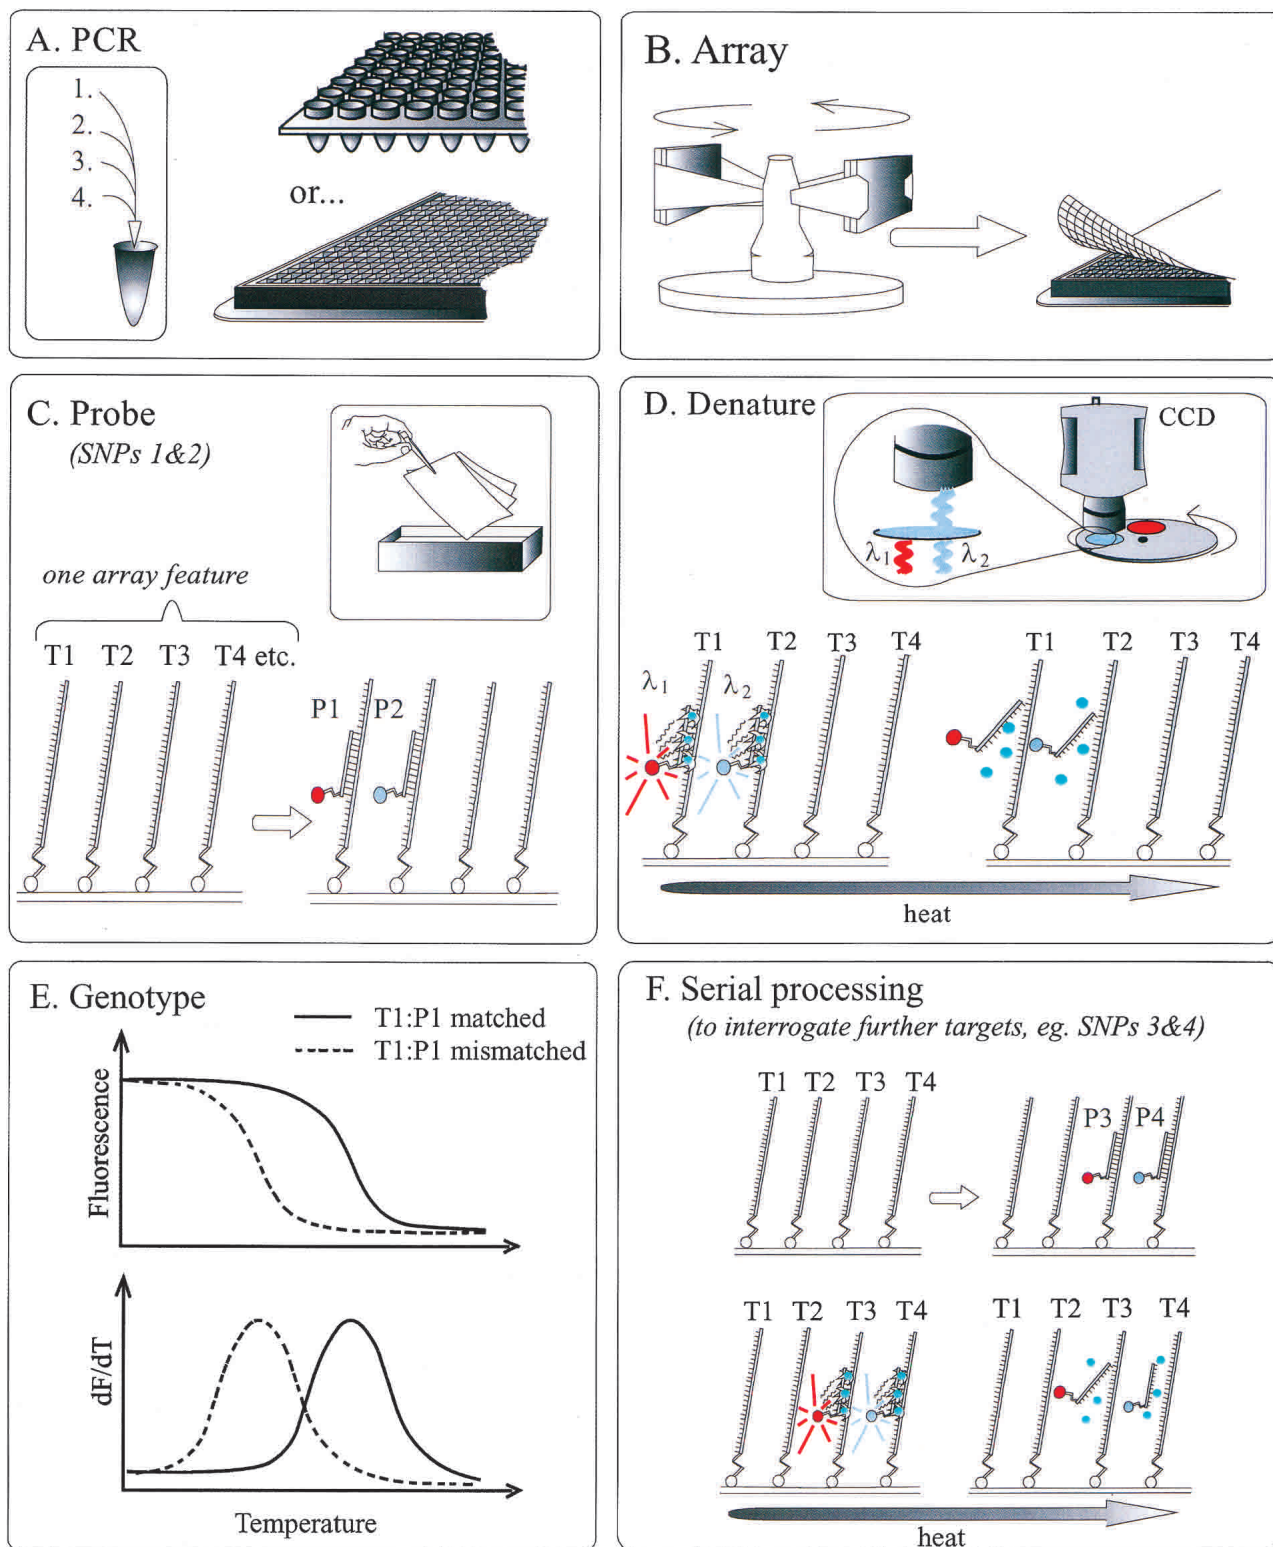 A. PCR
1.
2.
3.
4.
or...
B. Array
C. Probe
(SNPs 1&2)
one array feature
T1 T2 T3 T4 etc.
P1 P2
D. Denature
CCD
λ1 λ2
T1 T2 T3 T4
λ1 λ2
T1 T2 T3 T4
heat
E. Genotype
T1:P1 matched
T1:P1 mismatched
Fluorescence
dF/dT
Temperature
F. Serial processing
(to interrogate further targets, eg. SNPs 3&4)
T1 T2 T3 T4
P3 P4
T1 T2 T3 T4
T1 T2 T3 T4
heat